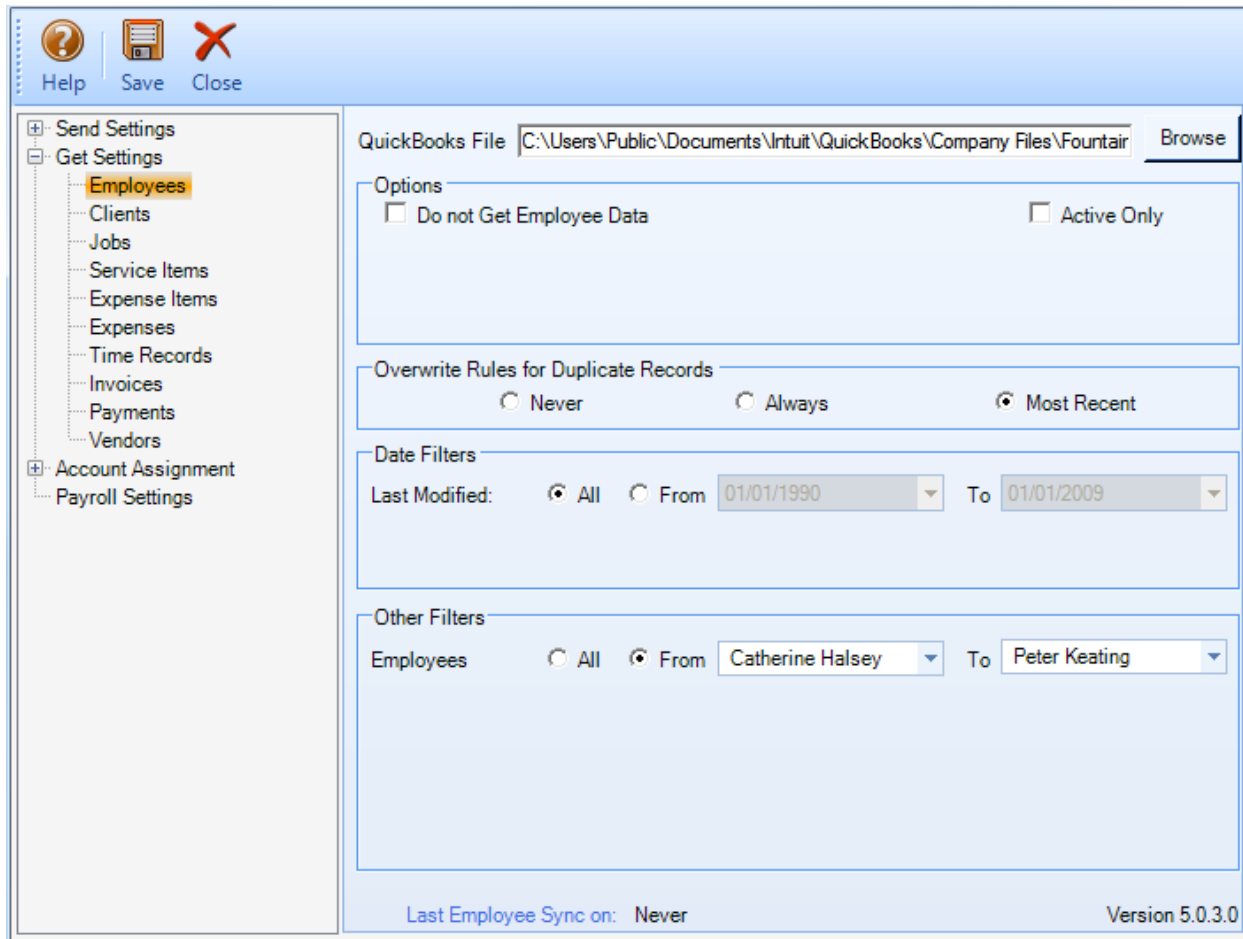 Help Save Close
Send Settings
Get Settings
Employees
Clients
Jobs
Service Items
Expense Items
Expenses
Time Records
Invoices
Payments
Vendors
Account Assignment
Payroll Settings
QuickBooks File C:\Users\Public\Documents\Intuit\QuickBooks\Company Files\Fountair Browse
Options
Do not Get Employee Data Active Only
Overwrite Rules for Duplicate Records
Never Always Most Recent
Date Filters
Last Modified: All From 01/01/1990 To 01/01/2009
Other Filters
Employees All From Catherine Halsey To Peter Keating
Last Employee Sync on: Never Version 5.0.3.0